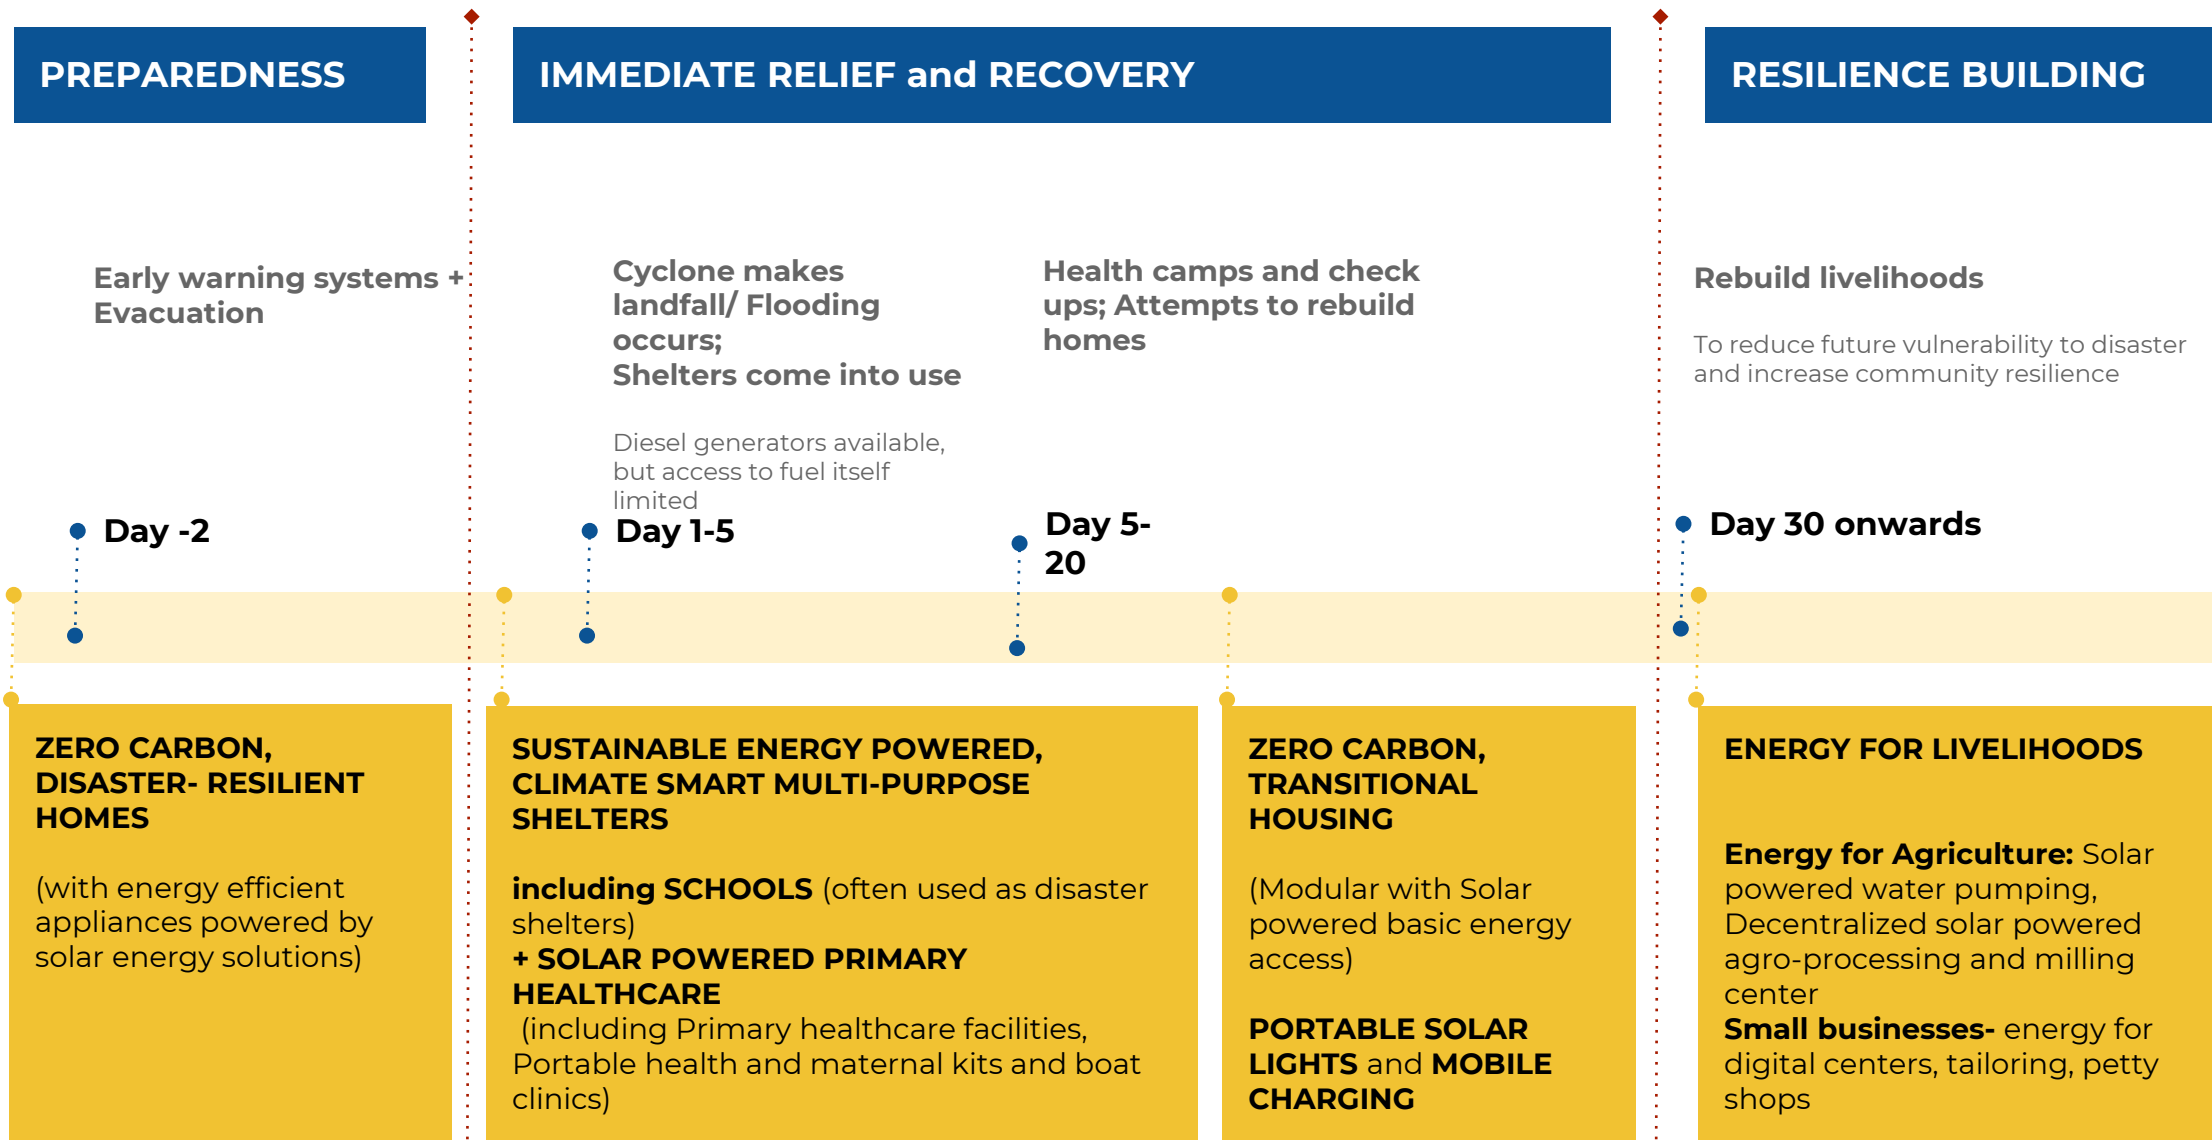 PREPAREDNESS
IMMEDIATE RELIEF and RECOVERY
RESILIENCE BUILDING
Early warning systems +
Evacuation
Cyclone makes
landfall/ Flooding
occurs;
Shelters come into use
Diesel generators available,
but access to fuel itself
limited
Health camps and check
ups; Attempts to rebuild
homes
Rebuild livelihoods
To reduce future vulnerability to disaster
and increase community resilience
Day -2
Day 1-5
Day 5-
20
Day 30 onwards
ZERO CARBON,
DISASTER- RESILIENT
HOMES
(with energy efficient
appliances powered by
solar energy solutions)
SUSTAINABLE ENERGY POWERED,
CLIMATE SMART MULTI-PURPOSE
SHELTERS
including SCHOOLS (often used as disaster
shelters)
+ SOLAR POWERED PRIMARY
HEALTHCARE
(including Primary healthcare facilities,
Portable health and maternal kits and boat
clinics)
ZERO CARBON,
TRANSITIONAL
HOUSING
(Modular with Solar
powered basic energy
access)
PORTABLE SOLAR
LIGHTS and MOBILE
CHARGING
ENERGY FOR LIVELIHOODS
Energy for Agriculture: Solar
powered water pumping,
Decentralized solar powered
agro-processing and milling
center
Small businesses- energy for
digital centers, tailoring, petty
shops